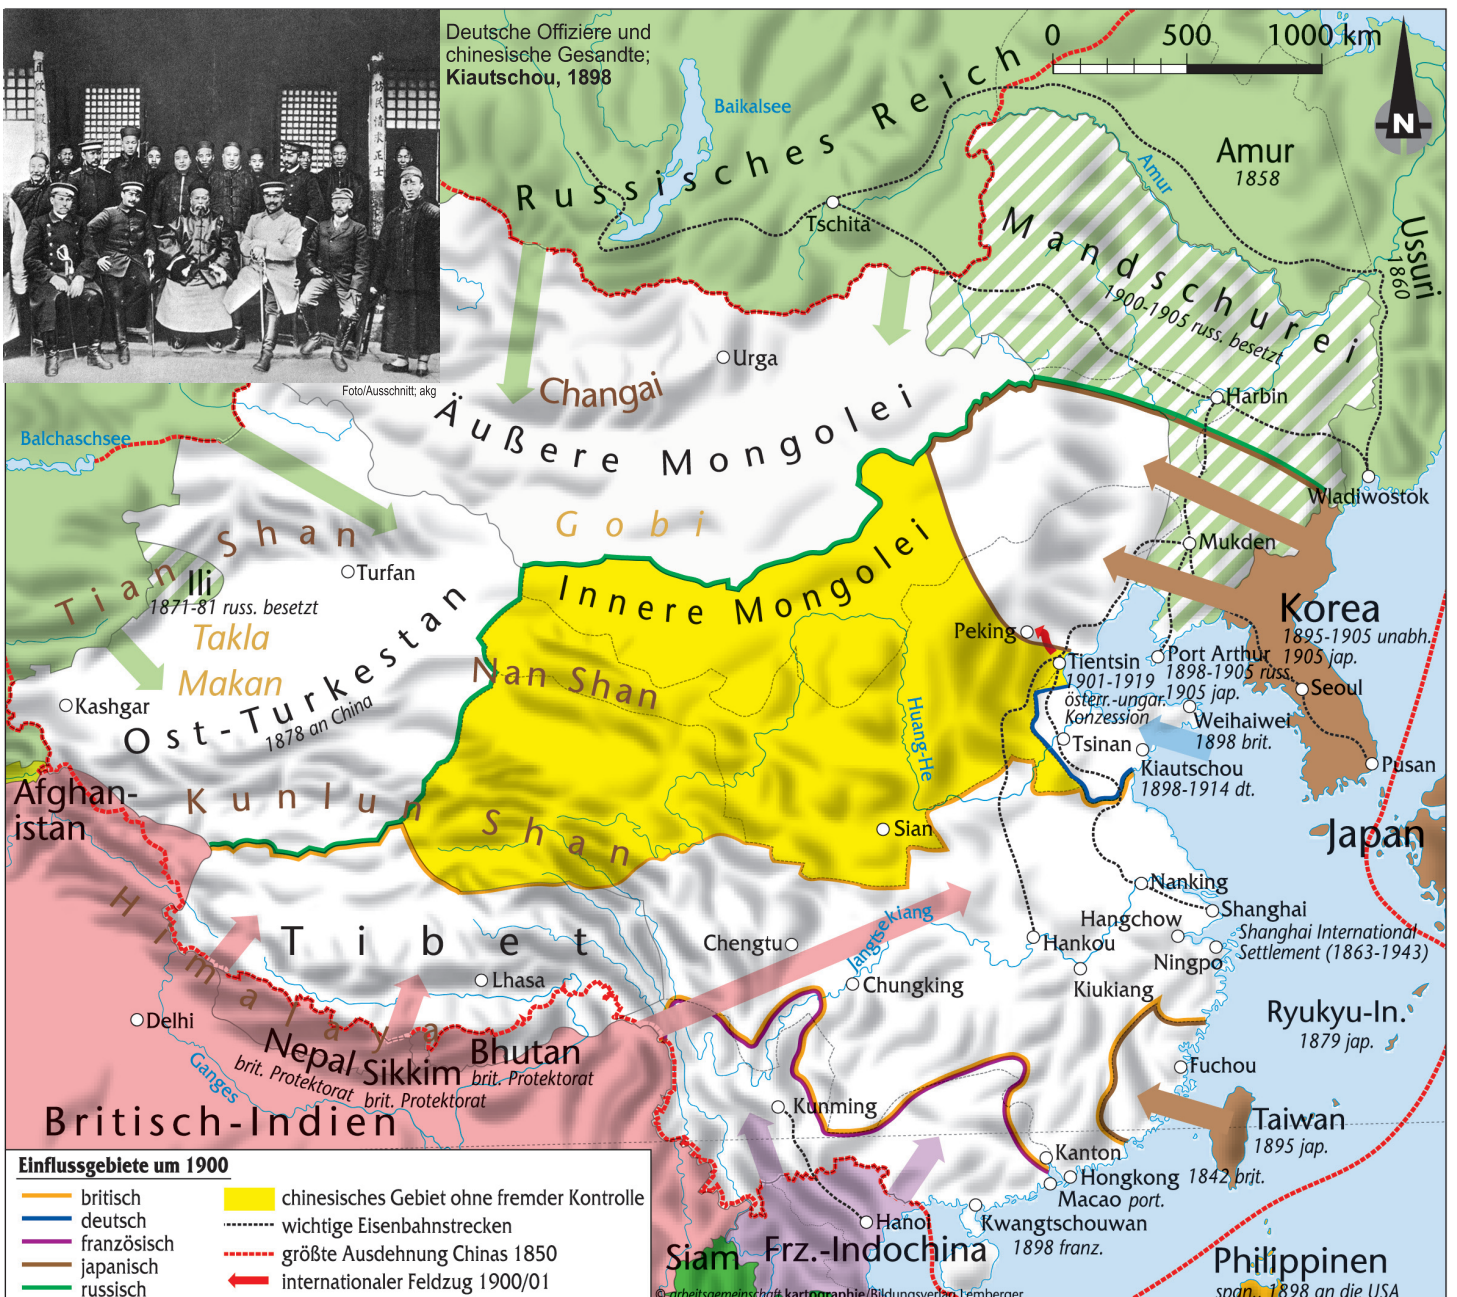 Deutsche Offiziere und
chinesische Gesandte;
Kiautschou, 1898
Foto/Ausschnitt; akg
0 500 1000 km
N
Russisches Reich
Baikalsee
Tschita
Amur
Amur
1858
Ussuri
1860
Mandschurei
1900-1905 russ. besetzt
Urga
Changai
Äußere Mongolei
Harbin
Balchaschsee
Wladiwostok
Gobi
Tian Shan
Turfan
Ili
1871-81 russ. besetzt
Takla
Makan
Mukden
Innere Mongolei
Korea
1895-1905 unabh.
1905 jap.
Peking
Tientsin
1901-1919
österr.-ungar.
Konzession
Port Arthur
1898-1905 russ.
1905 jap.
Seoul
Nan Shan
Kashgar
Ost-Turkestan
1878 an China
Huang-He
Weihaiwei
1898 brit.
Tsinan
Kiautschou
1898-1914 dt.
Pusan
Afghan-
istan
Kunlun Shan
Sian
Japan
Himalaya
Tibet
Nanking
Shanghai
Shanghai International
Settlement (1863-1943)
Hangchow
Hankou
Ningpo
Chengtu
Jangtsekiang
Lhasa
Chungking
Kiukiang
Delhi
Ryukyu-In.
1879 jap.
Nepal
brit. Protektorat
Sikkim
brit. Protektorat
Bhutan
brit. Protektorat
Ganges
Fuchou
Britisch-Indien
Kunming
Taiwan
1895 jap.
Kanton
Hongkong 1842 brit.
Macao port.
Kwangtschouwan
1898 franz.
Hanoi
Siam
Frz.-Indochina
Philippinen
span., 1898 an die USA
Einflussgebiete um 1900
britisch
deutsch
französisch
japanisch
russisch
chinesisches Gebiet ohne fremder Kontrolle
wichtige Eisenbahnstrecken
größte Ausdehnung Chinas 1850
internationaler Feldzug 1900/01
© arbeitsgemeinschaft kartographie/Bildungsverlag Lemberger